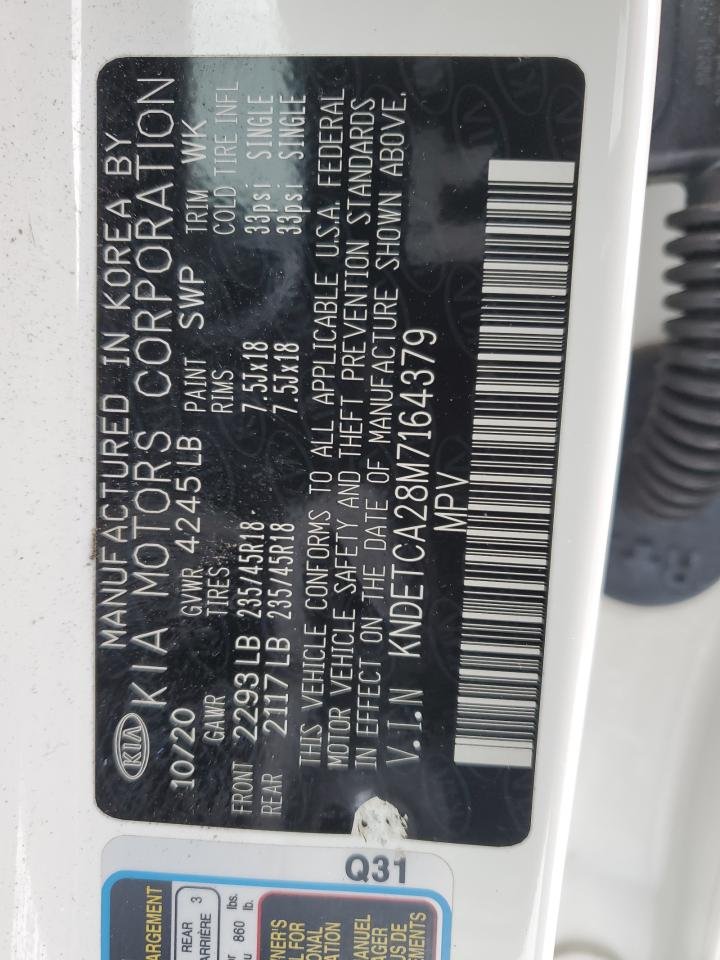 MANUFACTURED IN KOREA BY
KIA KIA MOTORS CORPORATION
10/20 GVWR 4245LB PAINT SWP TRIM WK
GAWR TIRES RIMS COLD TIRE INFL
FRONT 2293LB 235/45R18 7.5Jx18 33psi SINGLE
REAR 2117LB 235/45R18 7.5Jx18 33psi SINGLE
THIS VEHICLE CONFORMS TO ALL APPLICABLE U.S.A. FEDERAL
MOTOR VEHICLE SAFETY AND THEFT PREVENTION STANDARDS
IN EFFECT ON THE DATE OF MANUFACTURE SHOWN ABOVE.
V.I.N KNDETCA28M7164379
MPV
Q31
REAR 3
860 lbs.
lb.